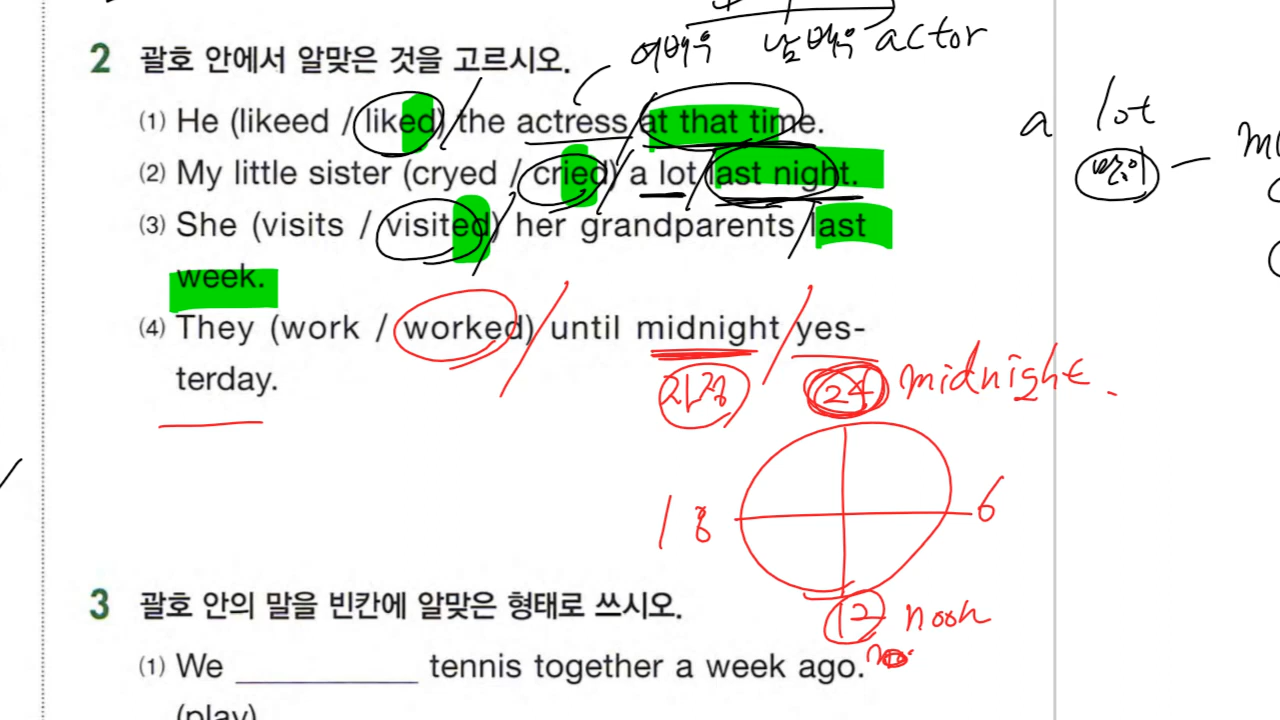 여배우 남배우 actor
2 괄호 안에서 알맞은 것을 고르시오.
(1) He (likeed / liked) the actress at that time.
a lot
(2) My little sister (cryed / cried) a lot last night.
많이
(3) She (visits / visited) her grandparents last
week.
(4) They (work / worked) until midnight yes-
terday.
자정 24 midnight.
18 6
12 noon
3 괄호 안의 말을 빈칸에 알맞은 형태로 쓰시오.
(1) We __________ tennis together a week ago.
(play)